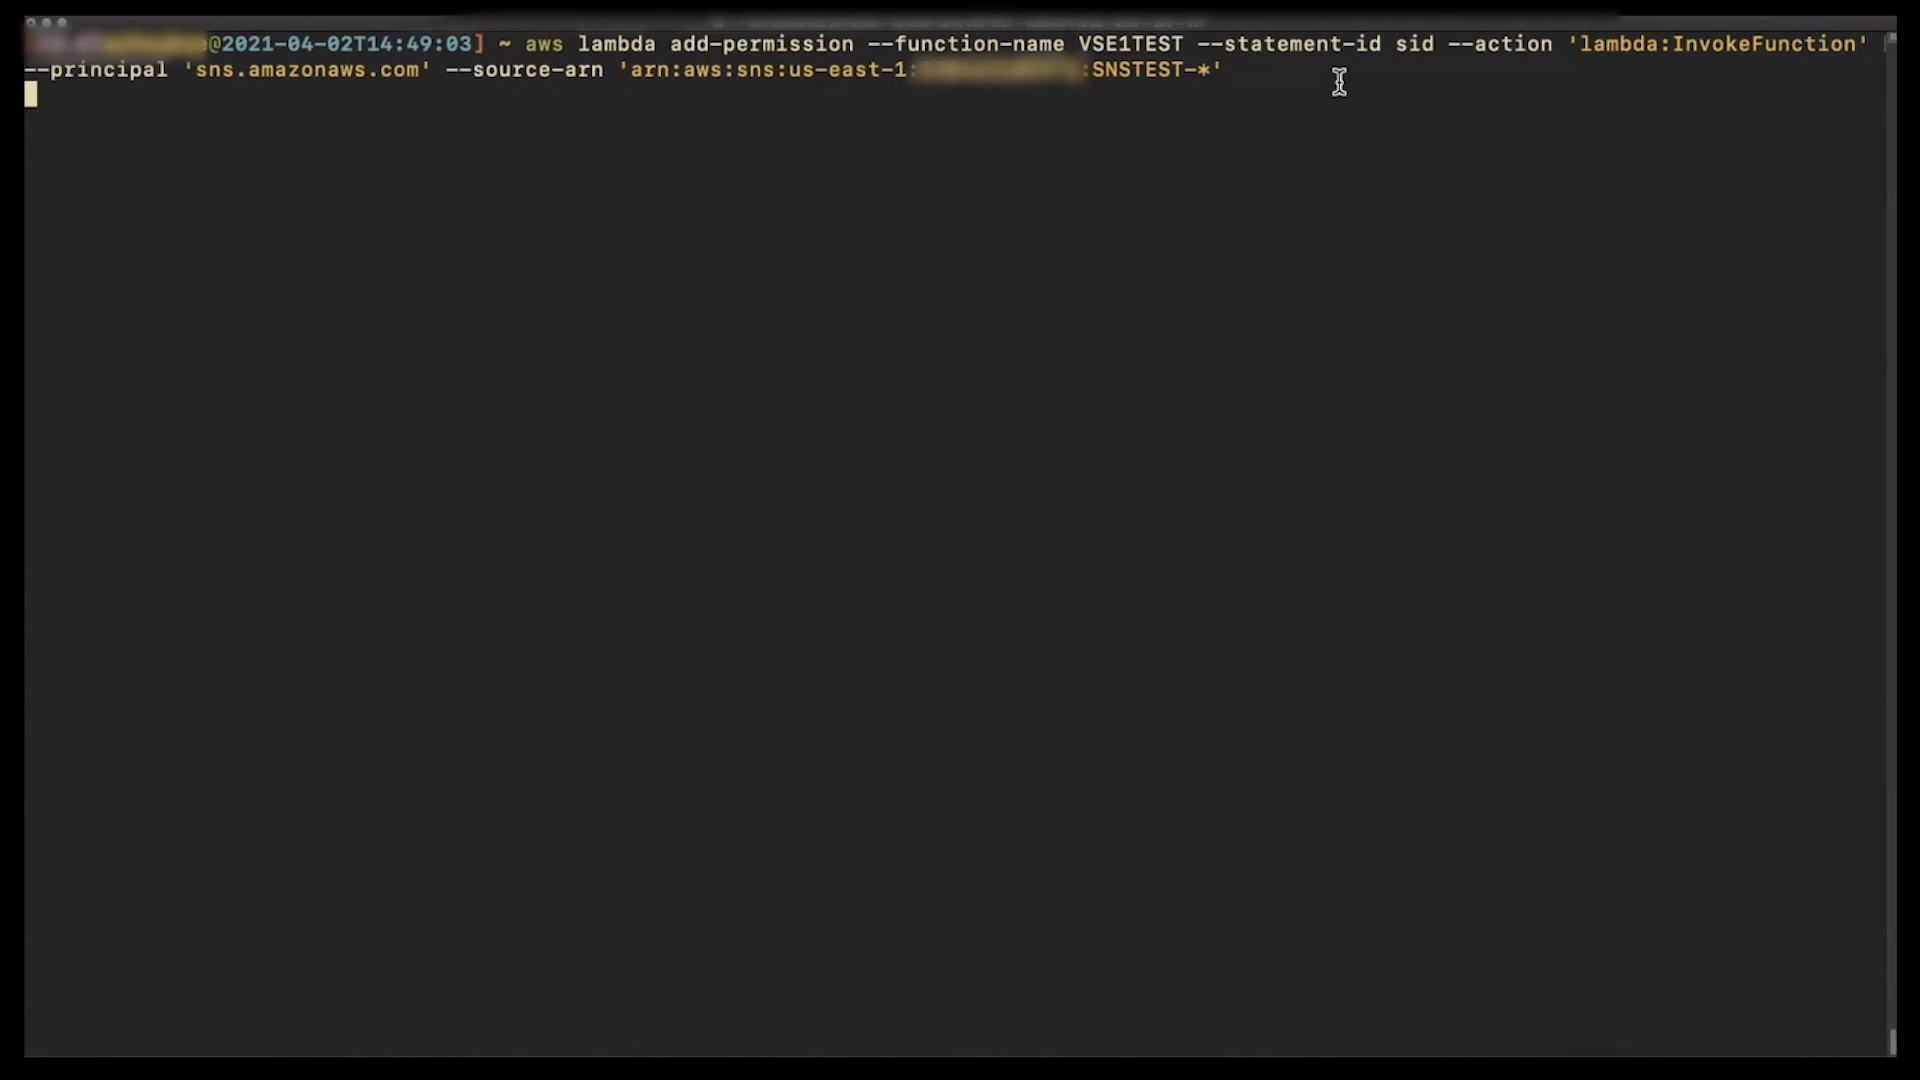 @2021-04-02T14:49:03] ~ aws lambda add-permission --function-name VSE1TEST --statement-id sid --action 'lambda:InvokeFunction'
--principal 'sns.amazonaws.com' --source-arn 'arn:aws:sns:us-east-1: :SNSTEST-*'